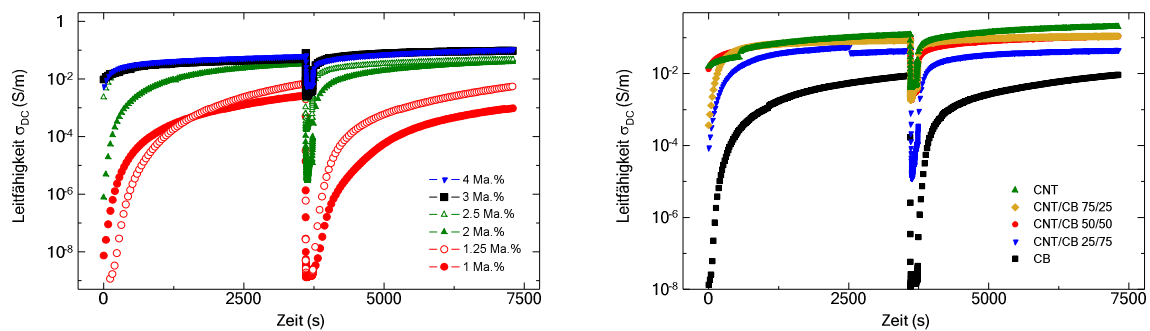 Leitfähigkeit σDC (S/m)
1
10-2
10-4
10-6
10-8
0
2500
5000
7500
Zeit (s)
4 Ma.%
3 Ma.%
2.5 Ma.%
2 Ma.%
1.25 Ma.%
1 Ma.%
Leitfähigkeit σDC (S/m)
10-2
10-4
10-6
10-8
0
2500
5000
7500
Zeit (s)
CNT
CNT/CB 75/25
CNT/CB 50/50
CNT/CB 25/75
CB